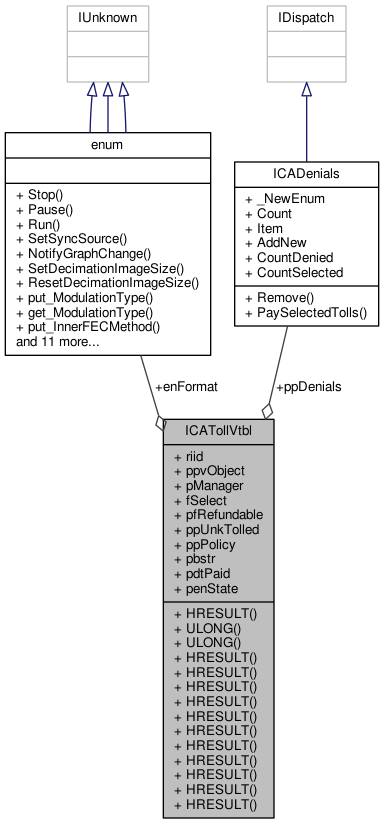 IUnknown
IDispatch
enum
+ Stop()
+ Pause()
+ Run()
+ SetSyncSource()
+ NotifyGraphChange()
+ SetDecimationImageSize()
+ ResetDecimationImageSize()
+ put_ModulationType()
+ get_ModulationType()
+ put_InnerFECMethod()
and 11 more...
ICADenials
+ _NewEnum
+ Count
+ Item
+ AddNew
+ CountDenied
+ CountSelected
+ Remove()
+ PaySelectedTolls()
+enFormat
+ppDenials
ICATollVtbl
+ riid
+ ppvObject
+ pManager
+ fSelect
+ pfRefundable
+ ppUnkTolled
+ ppPolicy
+ pbstr
+ pdtPaid
+ penState
+ HRESULT()
+ ULONG()
+ ULONG()
+ HRESULT()
+ HRESULT()
+ HRESULT()
+ HRESULT()
+ HRESULT()
+ HRESULT()
+ HRESULT()
+ HRESULT()
+ HRESULT()
+ HRESULT()
+ HRESULT()